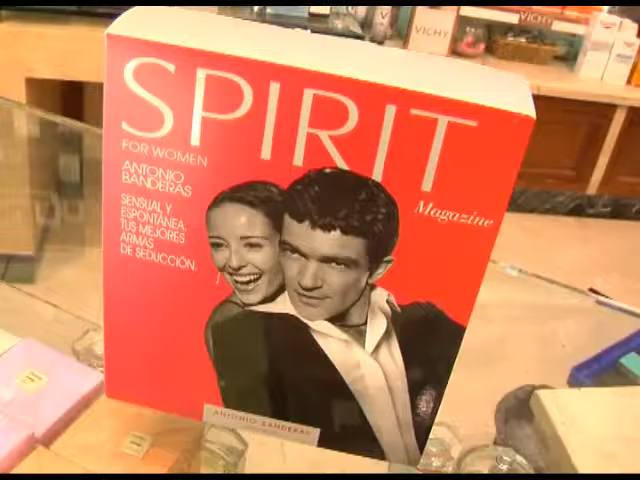 VICHY
VICHY
SPIRIT
FOR WOMEN
ANTONIO
BANDERAS
SENSUAL Y
ESPONTÁNEA.
TUS MEJORES
ARMAS
DE SEDUCCIÓN.
Magazine
ANTONIO BANDERAS